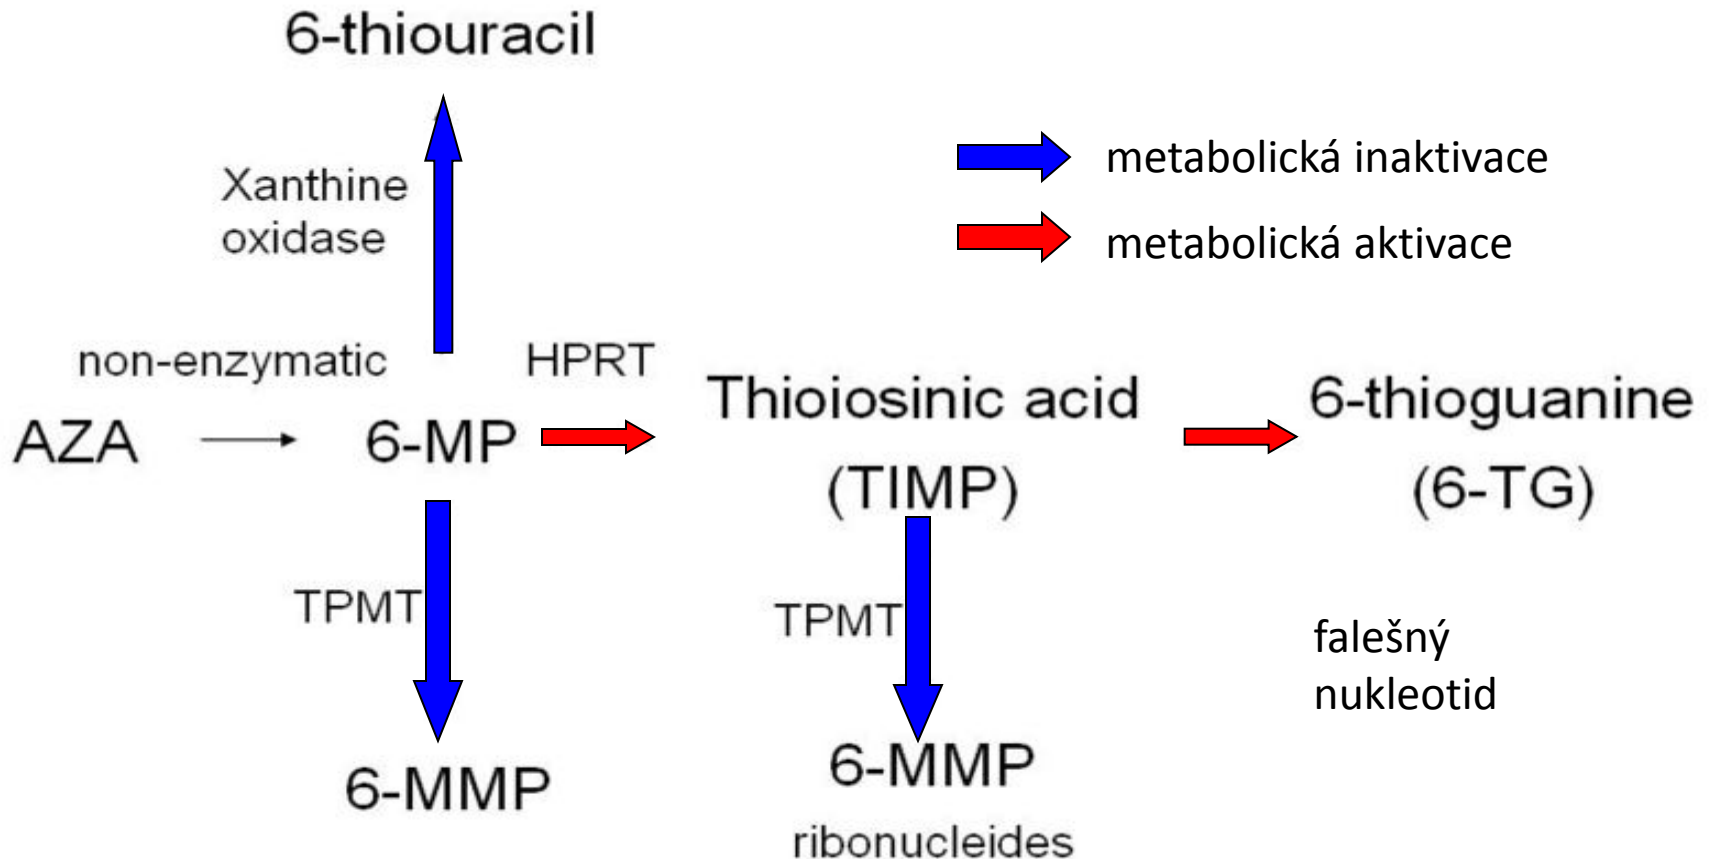 6-thiouracil
Xanthine
oxidase
metabolická inaktivace
metabolická aktivace
non-enzymatic
HPRT
AZA
6-MP
Thioiosinic acid
(TIMP)
6-thioguanine
(6-TG)
TPMT
TPMT
falešný
nukleotid
6-MMP
6-MMP
ribonucleides